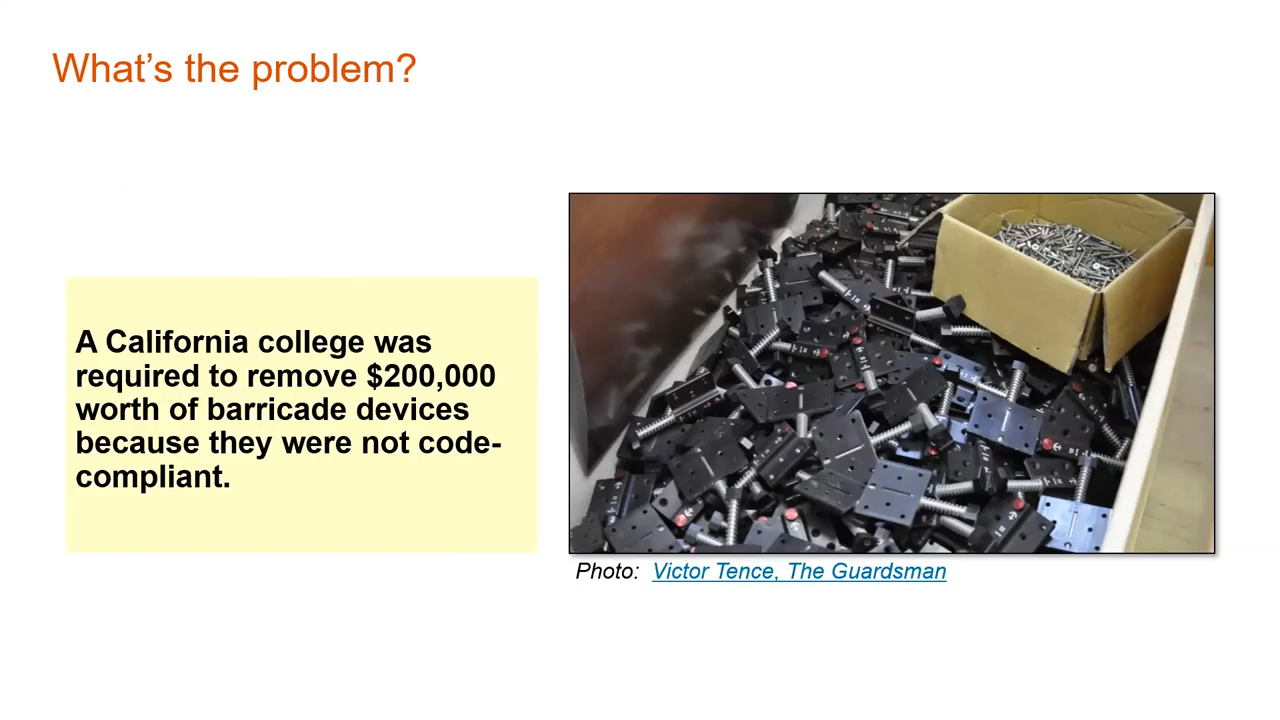 What's the problem?
A California college was
required to remove $200,000
worth of barricade devices
because they were not code-
compliant.
Photo: Victor Tence, The Guardsman